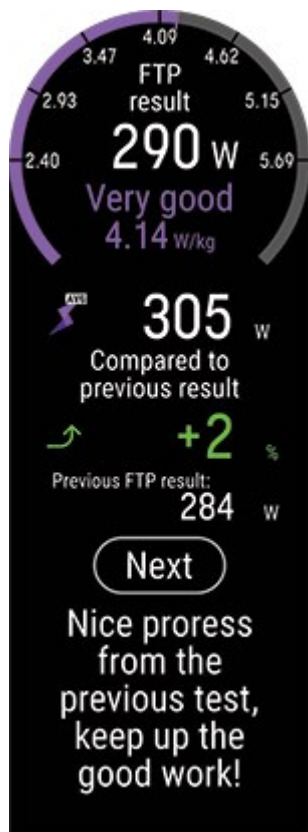 4.09
3.47
4.62
FTP
result
2.93
5.15
290 W
2.40
5.69
Very good
4.14 W/kg
AVG
305 W
Compared to
previous result
+2 %
Previous FTP result:
284 W
Next
Nice proress
from the
previous test,
keep up the
good work!